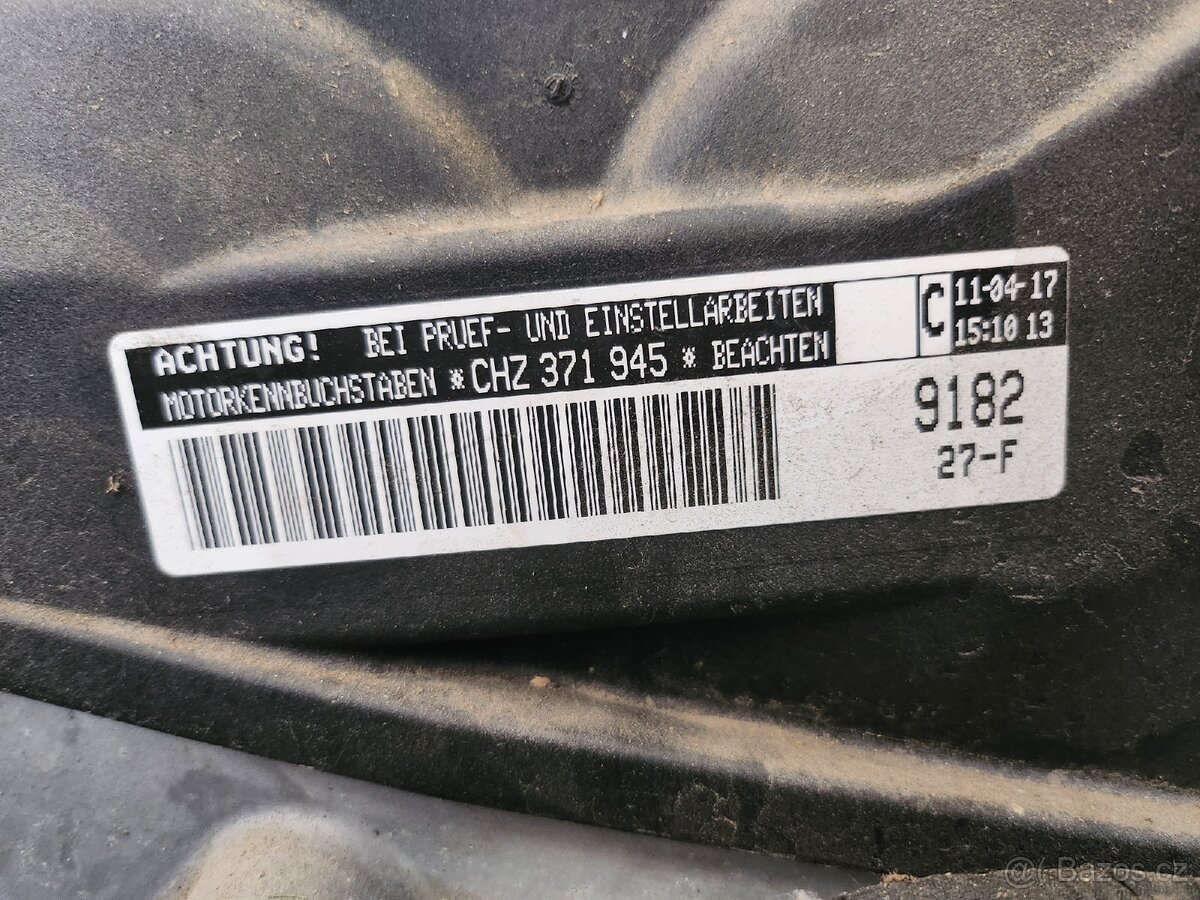 ACHTUNG! BEI PRUEF- UND EINSTELLARBEITEN
MOTORKENNBUCHSTABEN *CHZ 371 945 * BEACHTEN
C
11-04-17
15:10 13
9182
27-F
Bazos.cz